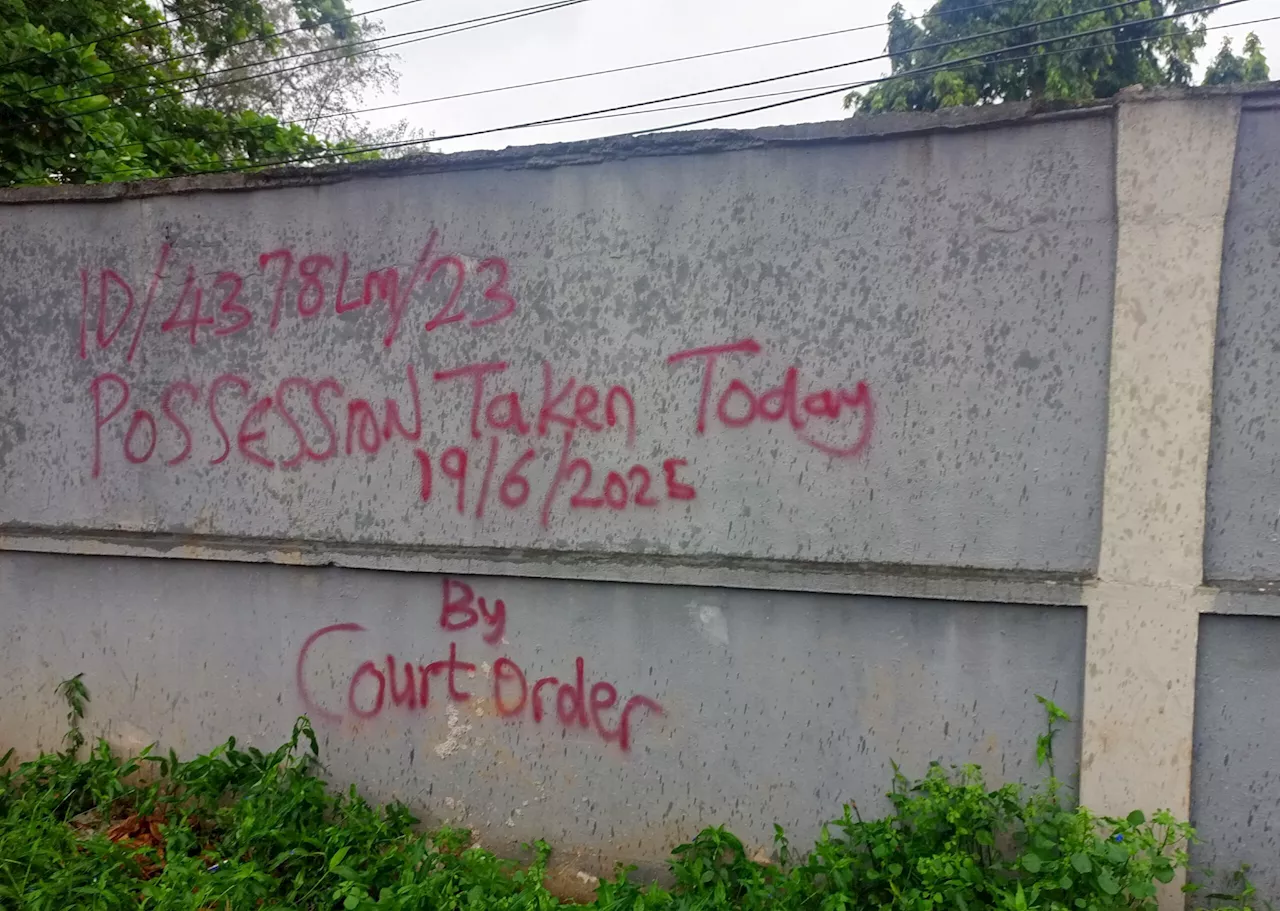 ID/4378Lm/23
POSSESSION Taken Today
19/6/2025
By
Court Order